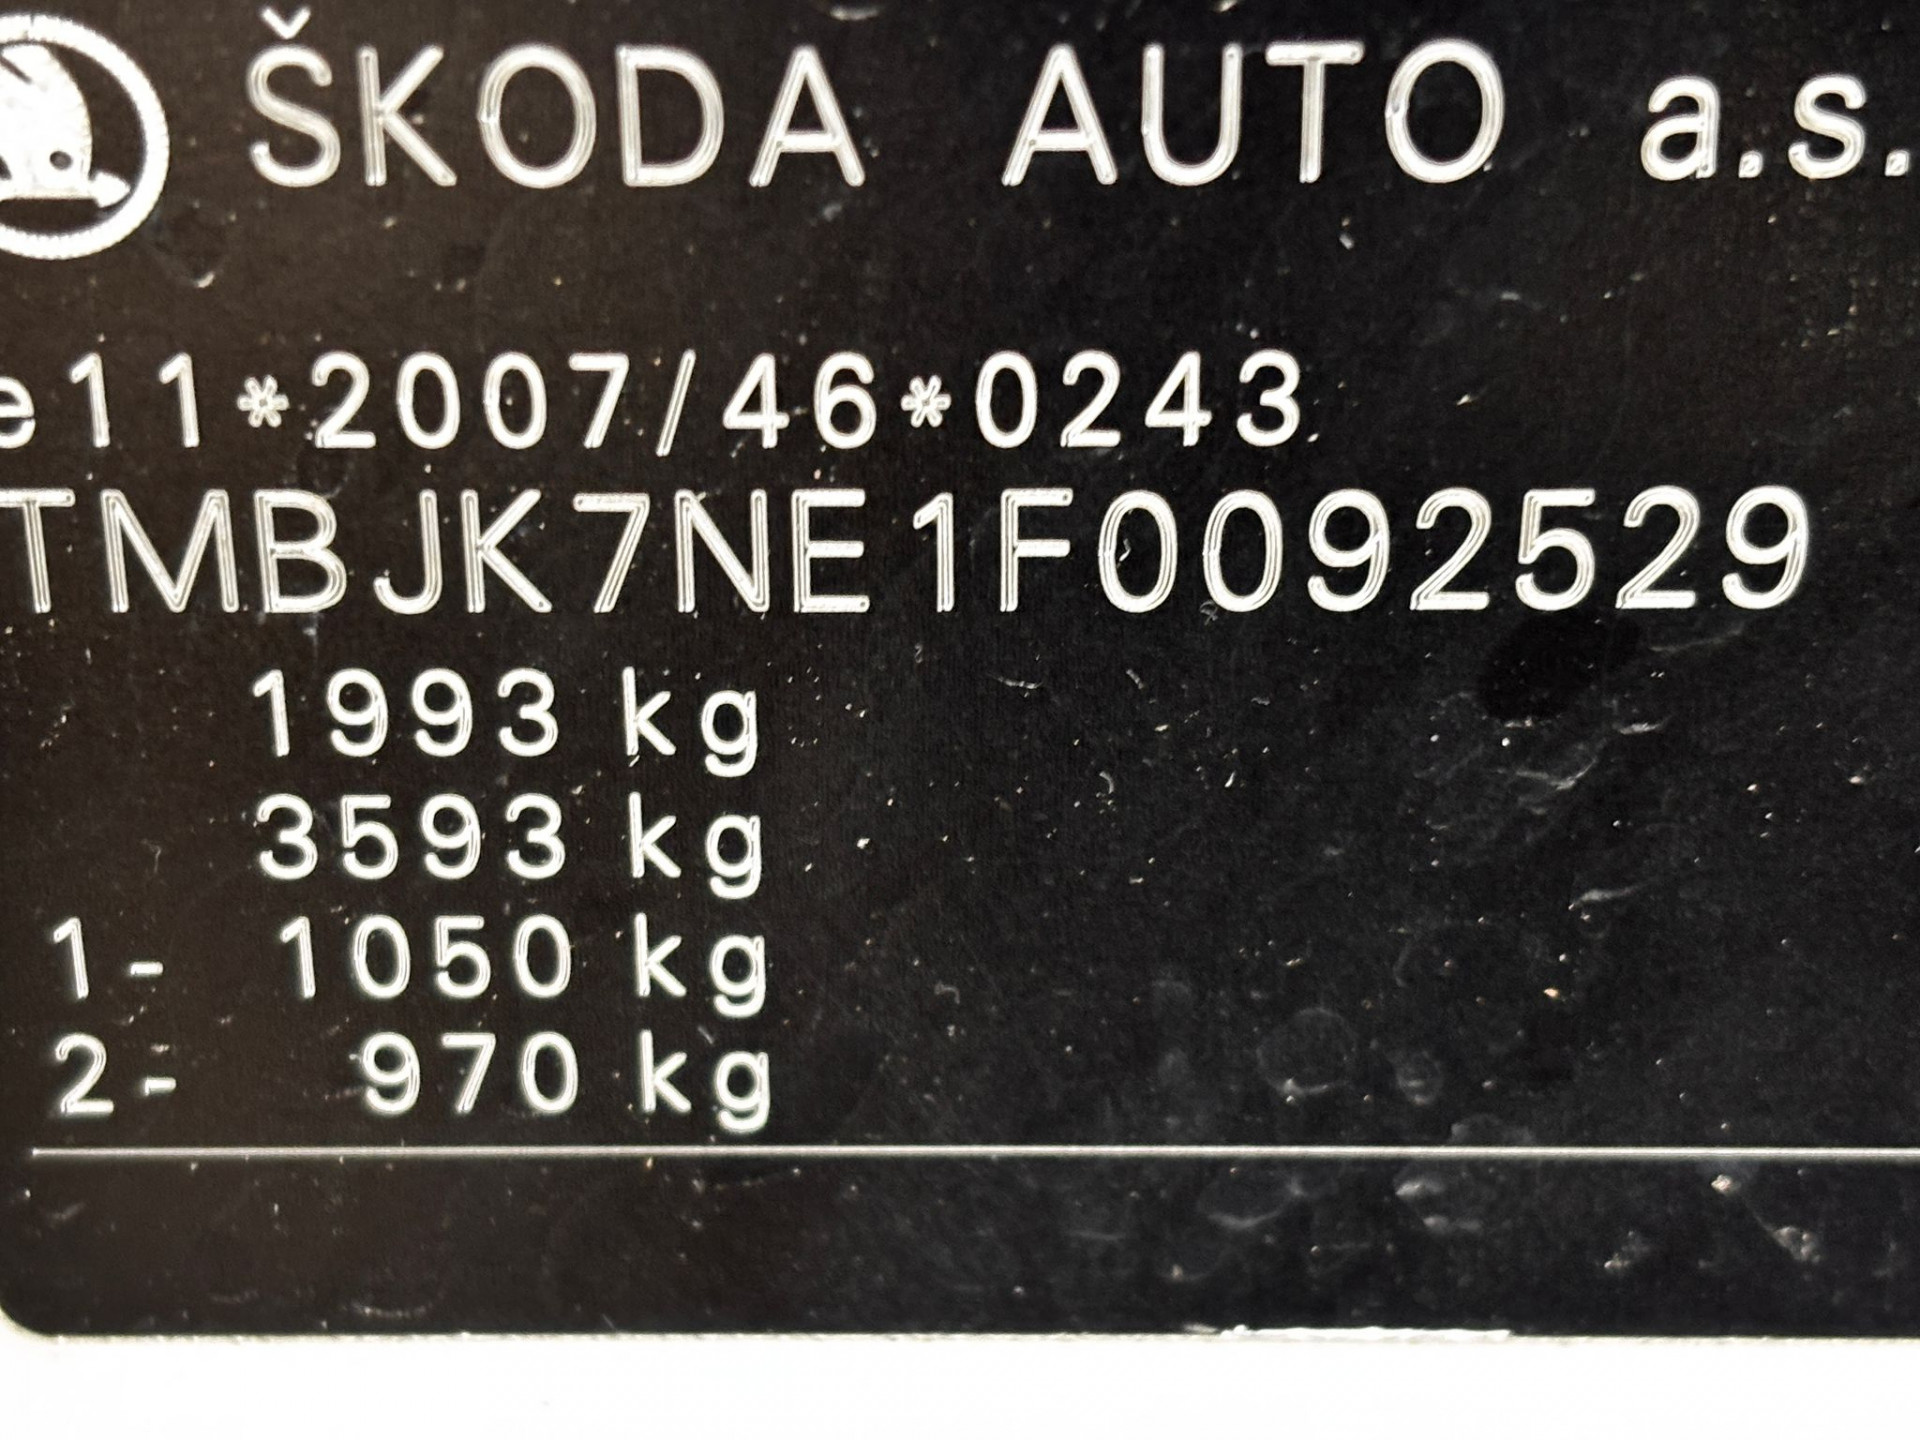 ŠKODA AUTO a.s.
e11*2007/46*0243
TMBJK7NE1F0092529
1993 kg
3593 kg
1- 1050 kg
2- 970 kg